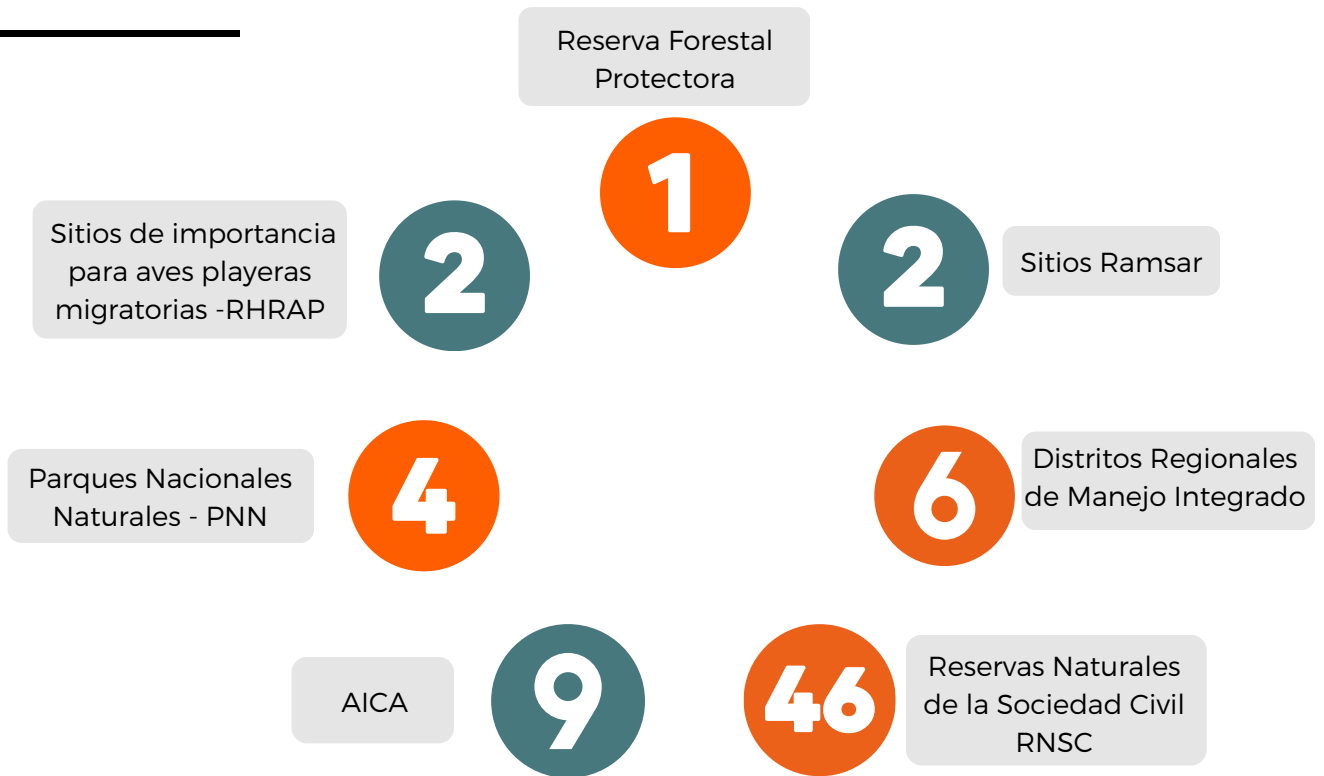 Reserva Forestal
Protectora
1
Sitios de importancia
para aves playeras
migratorias -RHRAP
2
2
Sitios Ramsar
Parques Nacionales
Naturales - PNN
4
6
Distritos Regionales
de Manejo Integrado
AICA
9
46
Reservas Naturales
de la Sociedad Civil
RNSC